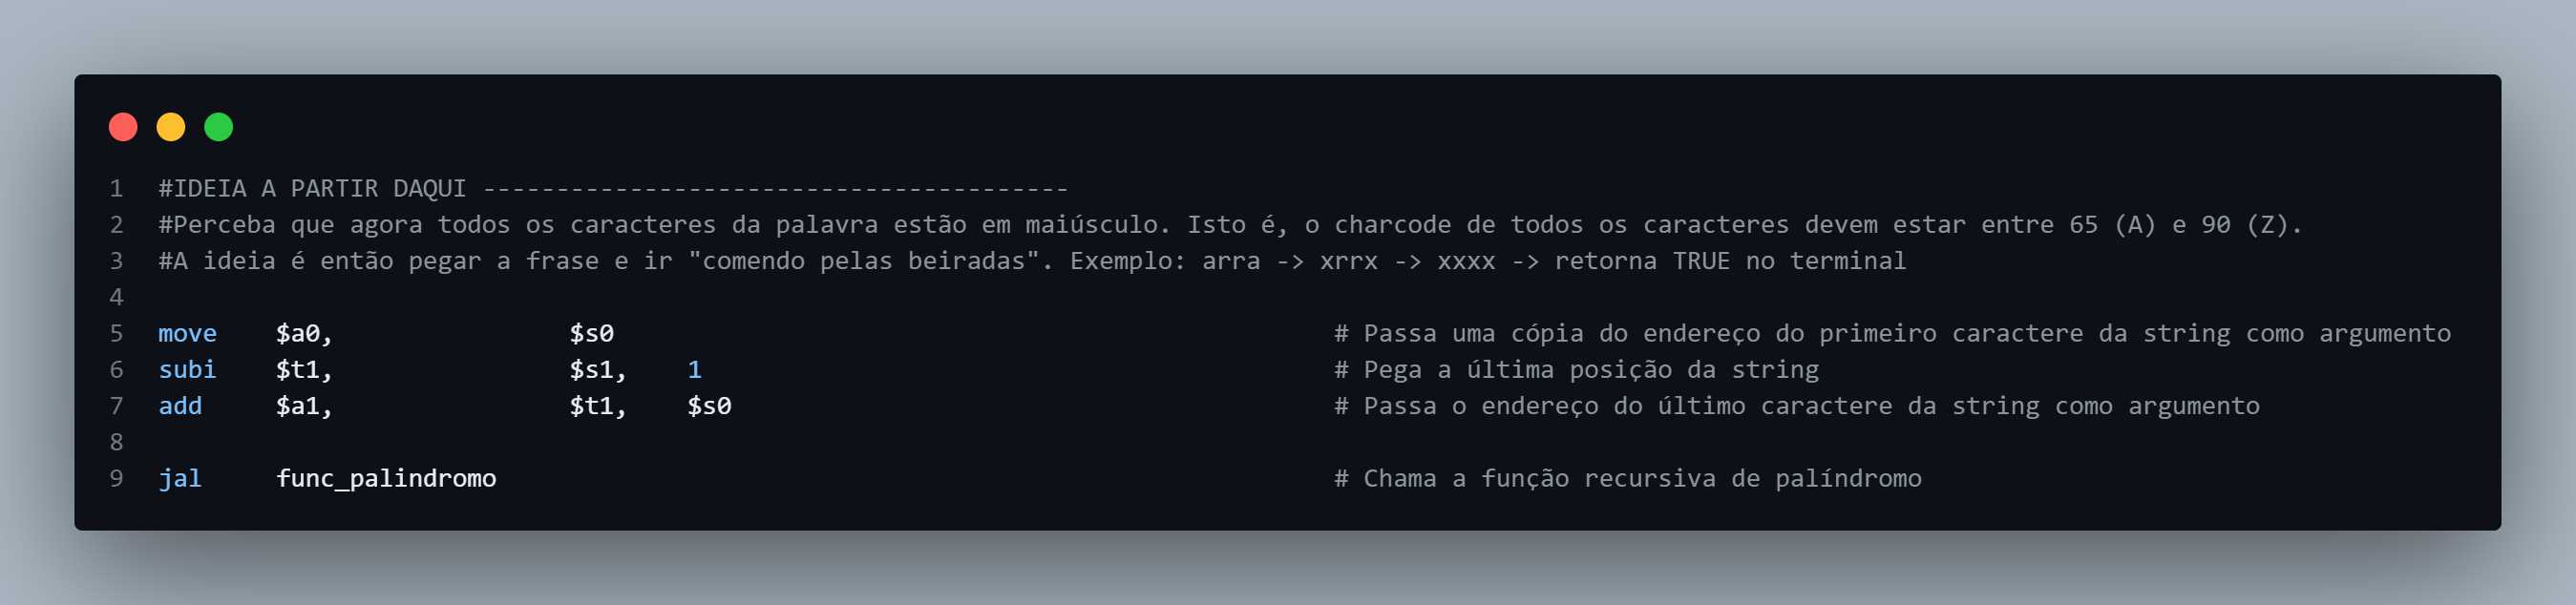 1 #IDEIA A PARTIR DAQUI ----------------------------------------
2 #Perceba que agora todos os caracteres da palavra estão em maiúsculo. Isto é, o charcode de todos os caracteres devem estar entre 65 (A) e 90 (Z).
3 #A ideia é então pegar a frase e ir "comendo pelas beiradas". Exemplo: arra -> xrrx -> xxxx -> retorna TRUE no terminal
4
5 move $a0, $s0 # Passa uma cópia do endereço do primeiro caractere da string como argumento
6 subi $t1, $s1, 1 # Pega a última posição da string
7 add $a1, $t1, $s0 # Passa o endereço do último caractere da string como argumento
8
9 jal func_palindromo # Chama a função recursiva de palíndromo